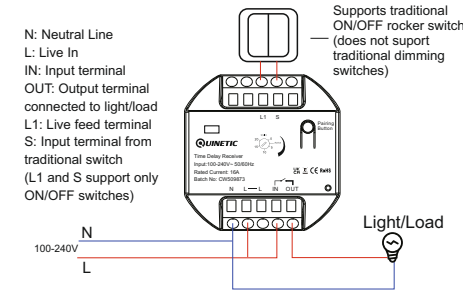 N: Neutral Line
L: Live In
IN: Input terminal
OUT: Output terminal
connected to light/load
L1: Live feed terminal
S: Input terminal from
traditional switch
(L1 and S support only
ON/OFF switches)
Supports traditional
ON/OFF rocker switch
(does not suport
traditional dimming
switches)
L1 S
Pairing
Button
QUINETIC
Time Delay Receiver
Input:100-240V~ 50/60Hz
Rated Current: 16A
Batch No: CWS09873
CE RoHS
N L L IN OUT
N
100-240V
L
Light/Load